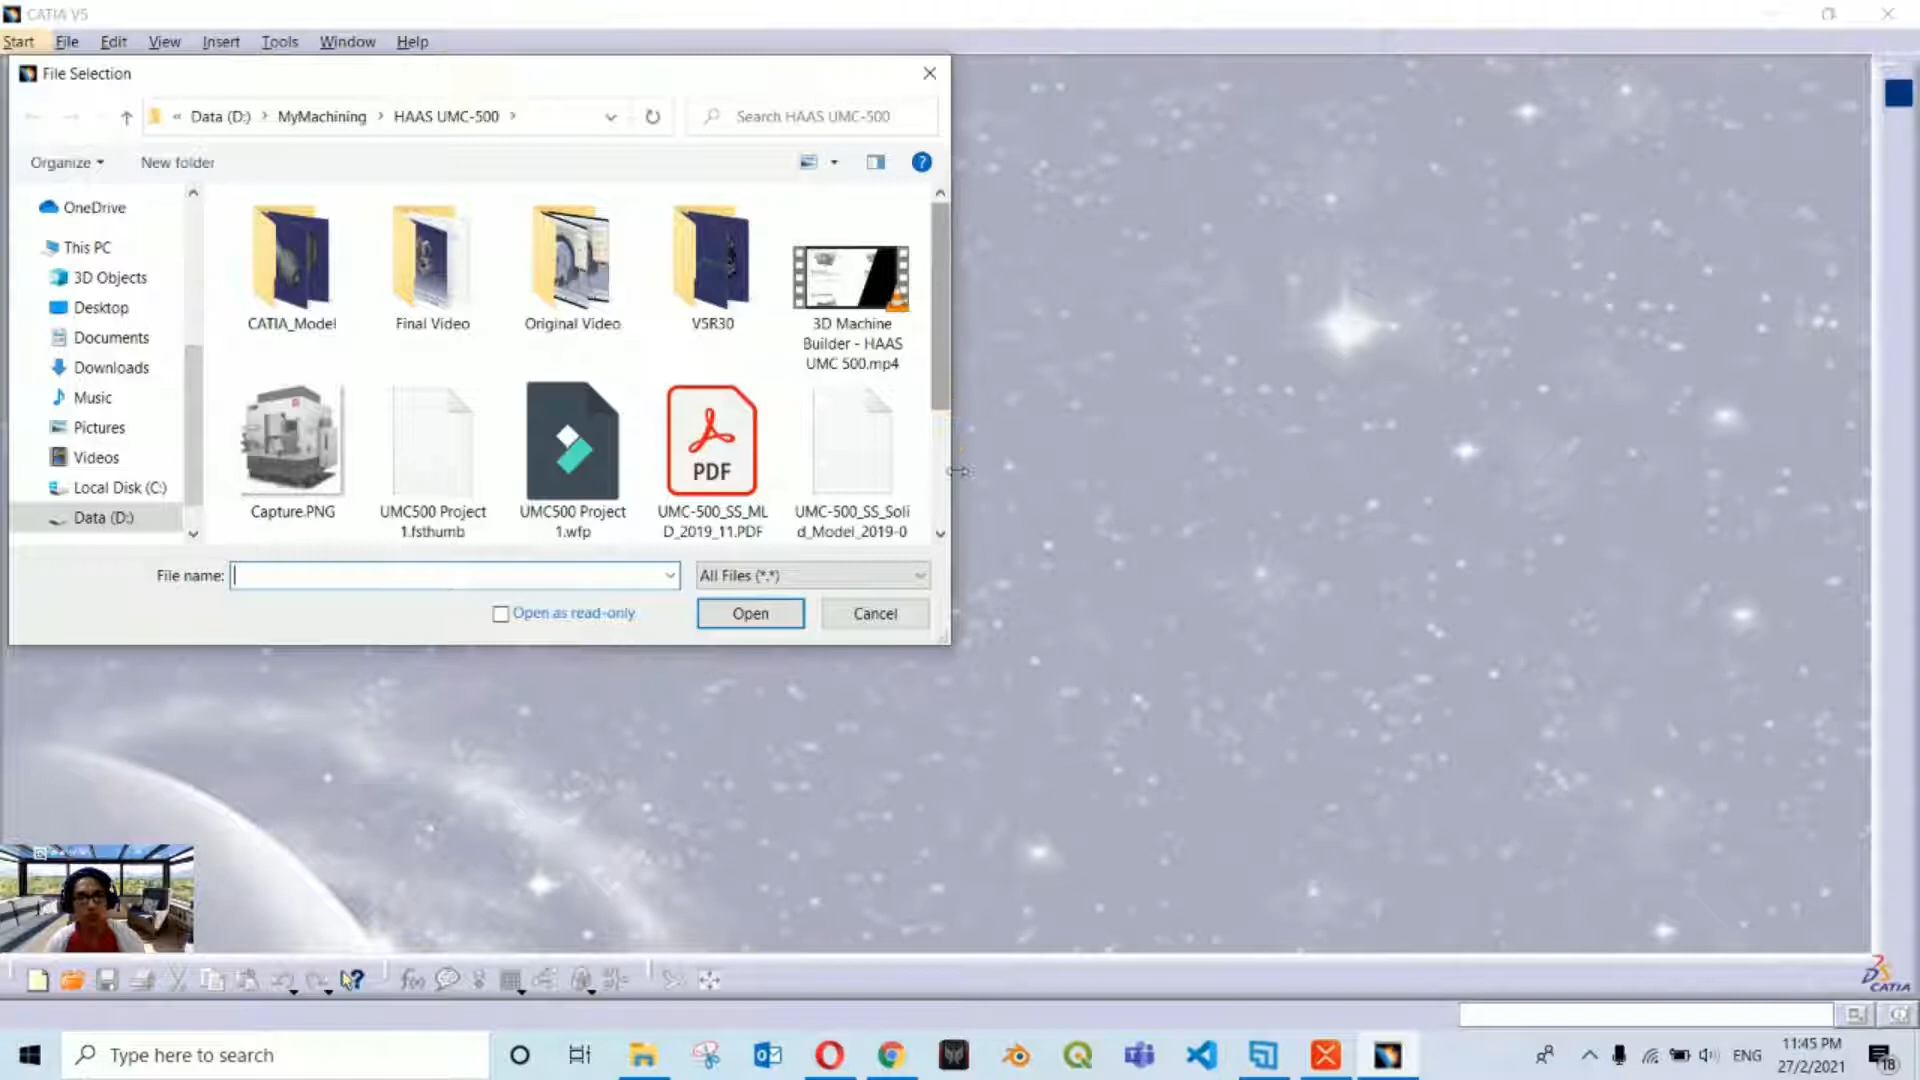 CATIA V5
Start File Edit View Insert Tools Window Help
File Selection
« Data (D:) > MyMachining > HAAS UMC-500 >
Search HAAS UMC-500
Organize
New folder
OneDrive
This PC
3D Objects
Desktop
Documents
Downloads
Music
Pictures
Videos
Local Disk (C:)
Data (D:)
CATIA_Model
Final Video
Original Video
V5R30
3D Machine
Builder - HAAS
UMC 500.mp4
Capture.PNG
UMC500 Project
1.fsthumb
UMC500 Project
1.wfp
PDF
UMC-500_SS_ML
D_2019_11.PDF
UMC-500_SS_Soli
d_Model_2019-0
File name:
All Files (*.*)
Open as read-only
Open
Cancel
CATIA
Type here to search
ENG
11:45 PM
27/2/2021
18